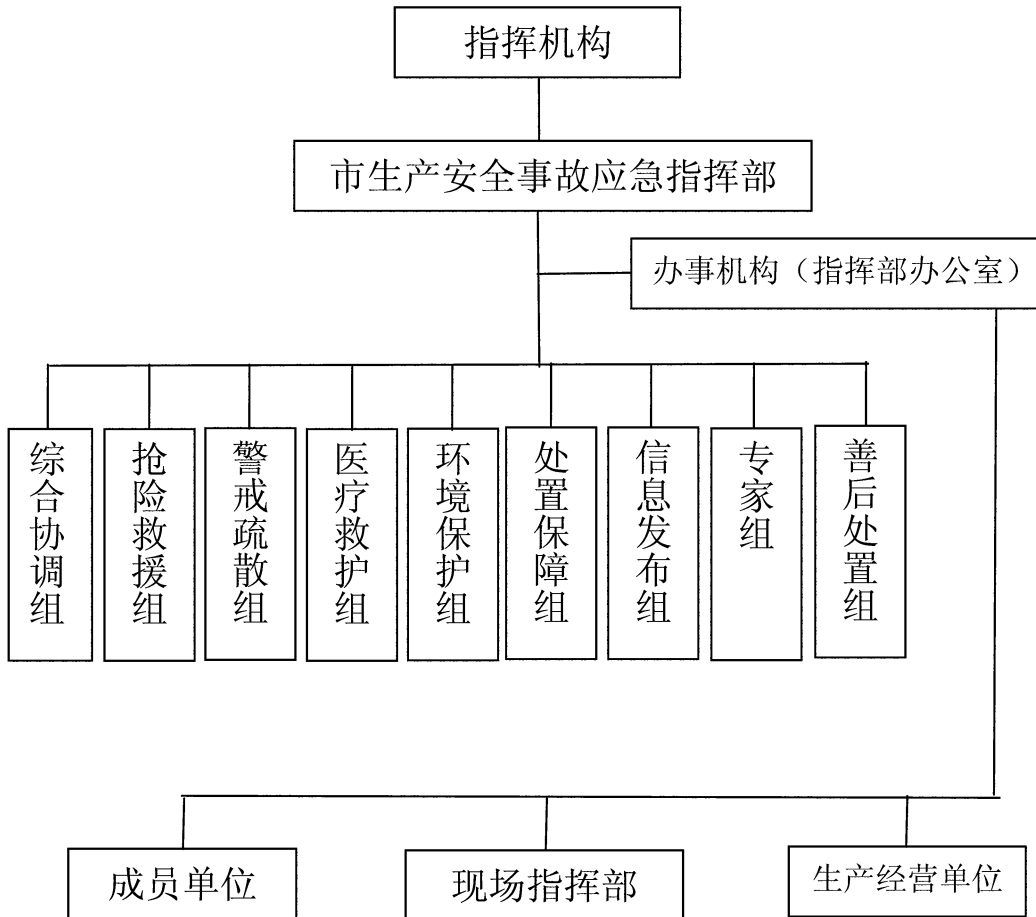 指挥机构
市生产安全事故应急指挥部
办事机构（指挥部办公室）
综合协调组
抢险救援组
警戒疏散组
医疗救护组
环境保护组
处置保障组
信息发布组
专家组
善后处置组
成员单位
现场指挥部
生产经营单位